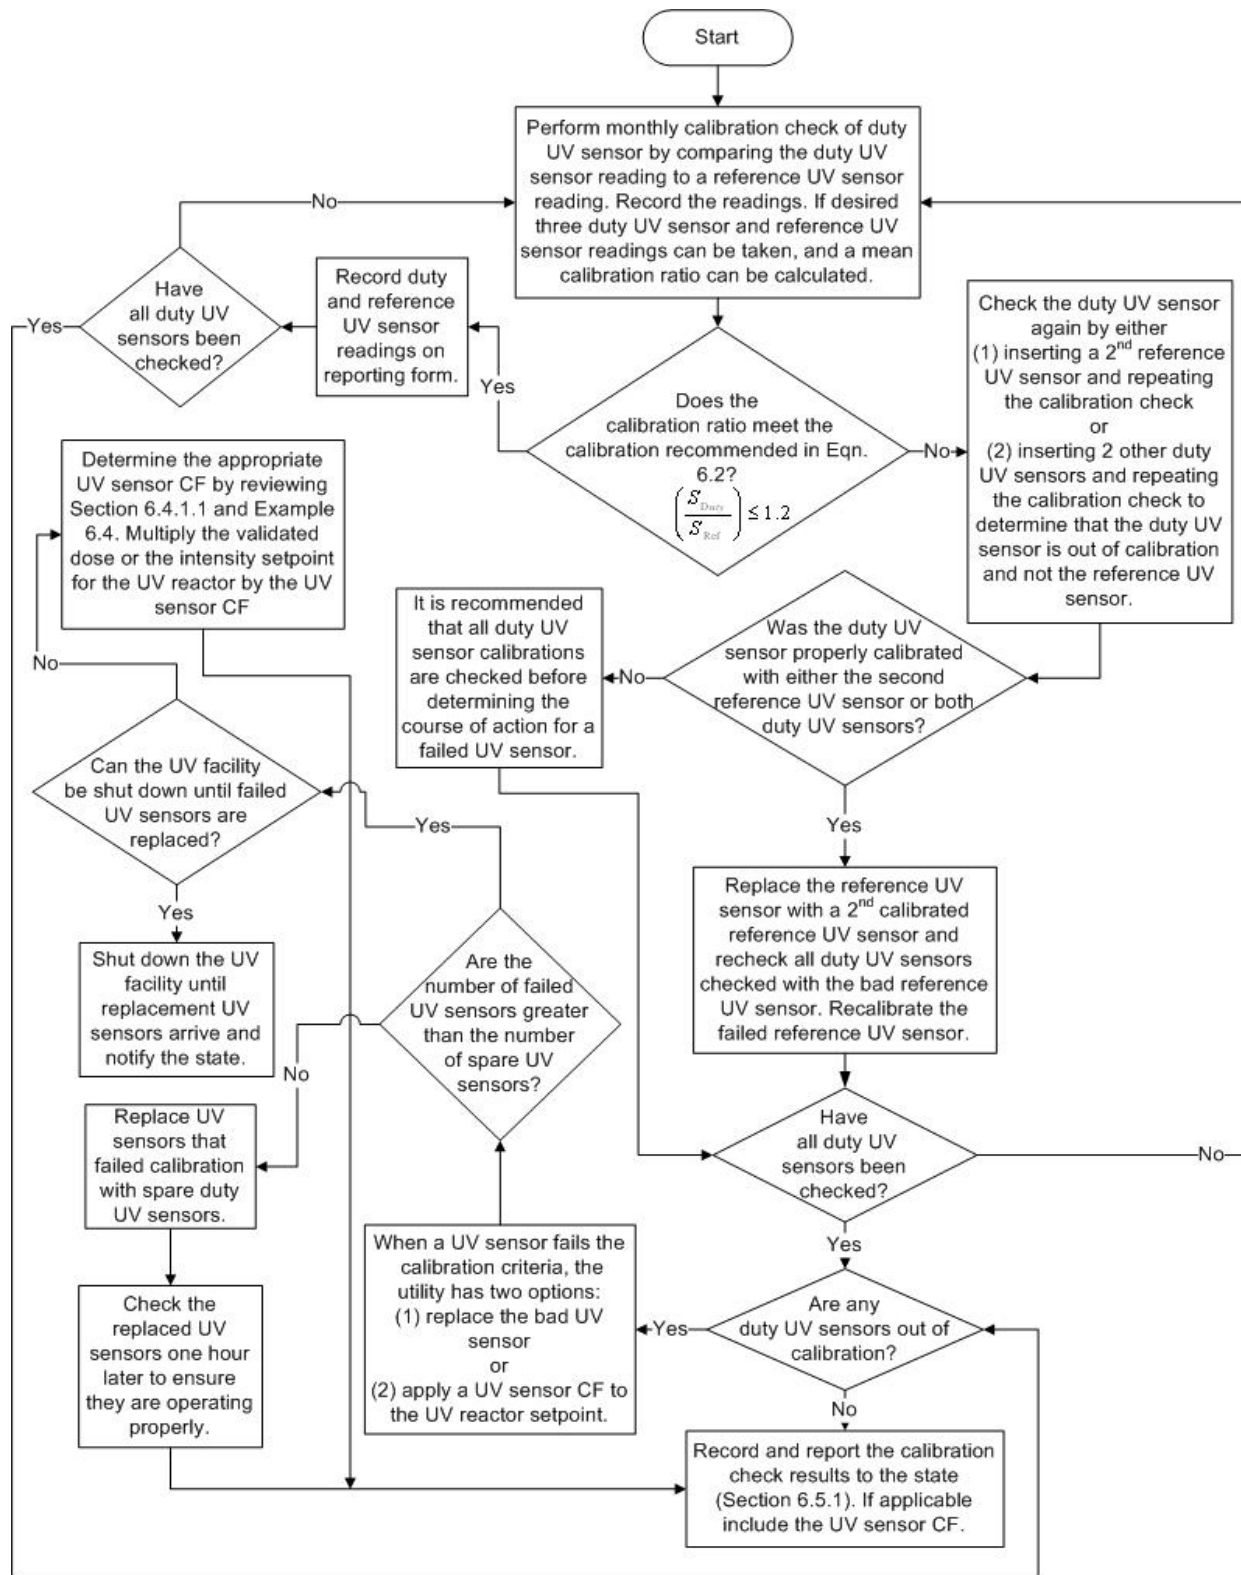 Start
Perform monthly calibration check of duty
UV sensor by comparing the duty UV
sensor reading to a reference UV sensor
reading. Record the readings. If desired
three duty UV sensor and reference UV
sensor readings can be taken, and a mean
calibration ratio can be calculated.
No
Record duty
and reference
UV sensor
readings on
reporting form.
Have
all duty UV
sensors been
checked?
Yes
Yes
Does the
calibration ratio meet the
calibration recommended in Eqn.
6.2?
(S Duty / S Ref) ≤ 1.2
No
Check the duty UV sensor
again by either
(1) inserting a 2nd reference
UV sensor and repeating
the calibration check
or
(2) inserting 2 other duty
UV sensors and repeating
the calibration check to
determine that the duty UV
sensor is out of calibration
and not the reference UV
sensor.
Determine the appropriate
UV sensor CF by reviewing
Section 6.4.1.1 and Example
6.4. Multiply the validated
dose or the intensity setpoint
for the UV reactor by the UV
sensor CF
It is recommended
that all duty UV
sensor calibrations
are checked before
determining the
course of action for a
failed UV sensor.
No
Was the duty UV
sensor properly calibrated
with either the second
reference UV sensor or both
duty UV sensors?
No
Can the UV facility
be shut down until failed
UV sensors are
replaced?
Yes
Yes
Yes
Replace the reference UV
sensor with a 2nd calibrated
reference UV sensor and
recheck all duty UV sensors
checked with the bad reference
UV sensor. Recalibrate the
failed reference UV sensor.
Shut down the UV
facility until
replacement UV
sensors arrive and
notify the state.
Are the
number of failed
UV sensors greater
than the number
of spare UV
sensors?
No
Replace UV
sensors that
failed calibration
with spare duty
UV sensors.
Have
all duty UV
sensors been
checked?
No
Yes
When a UV sensor fails the
calibration criteria, the
utility has two options:
(1) replace the bad UV
sensor
or
(2) apply a UV sensor CF to
the UV reactor setpoint.
Yes
Are any
duty UV sensors out of
calibration?
No
Check the
replaced UV
sensors one hour
later to ensure
they are operating
properly.
Record and report the calibration
check results to the state
(Section 6.5.1). If applicable
include the UV sensor CF.